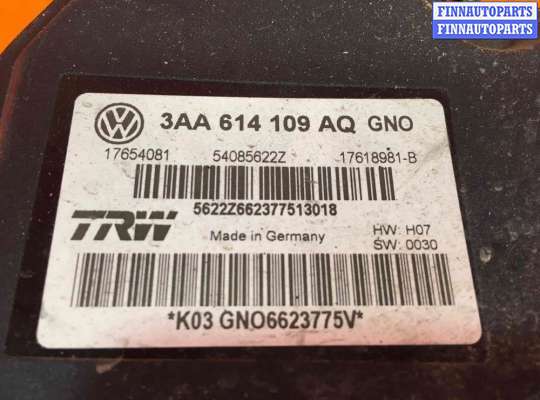 FINNAUTOPARTS
FINNAUTOPARTS
3AA 614 109 AQ GNO
17654081 54085622Z 17618981-B
5622Z662377513018
TRW Made in Germany HW: H07
SW: 0030
*K03 GNO6623775V*